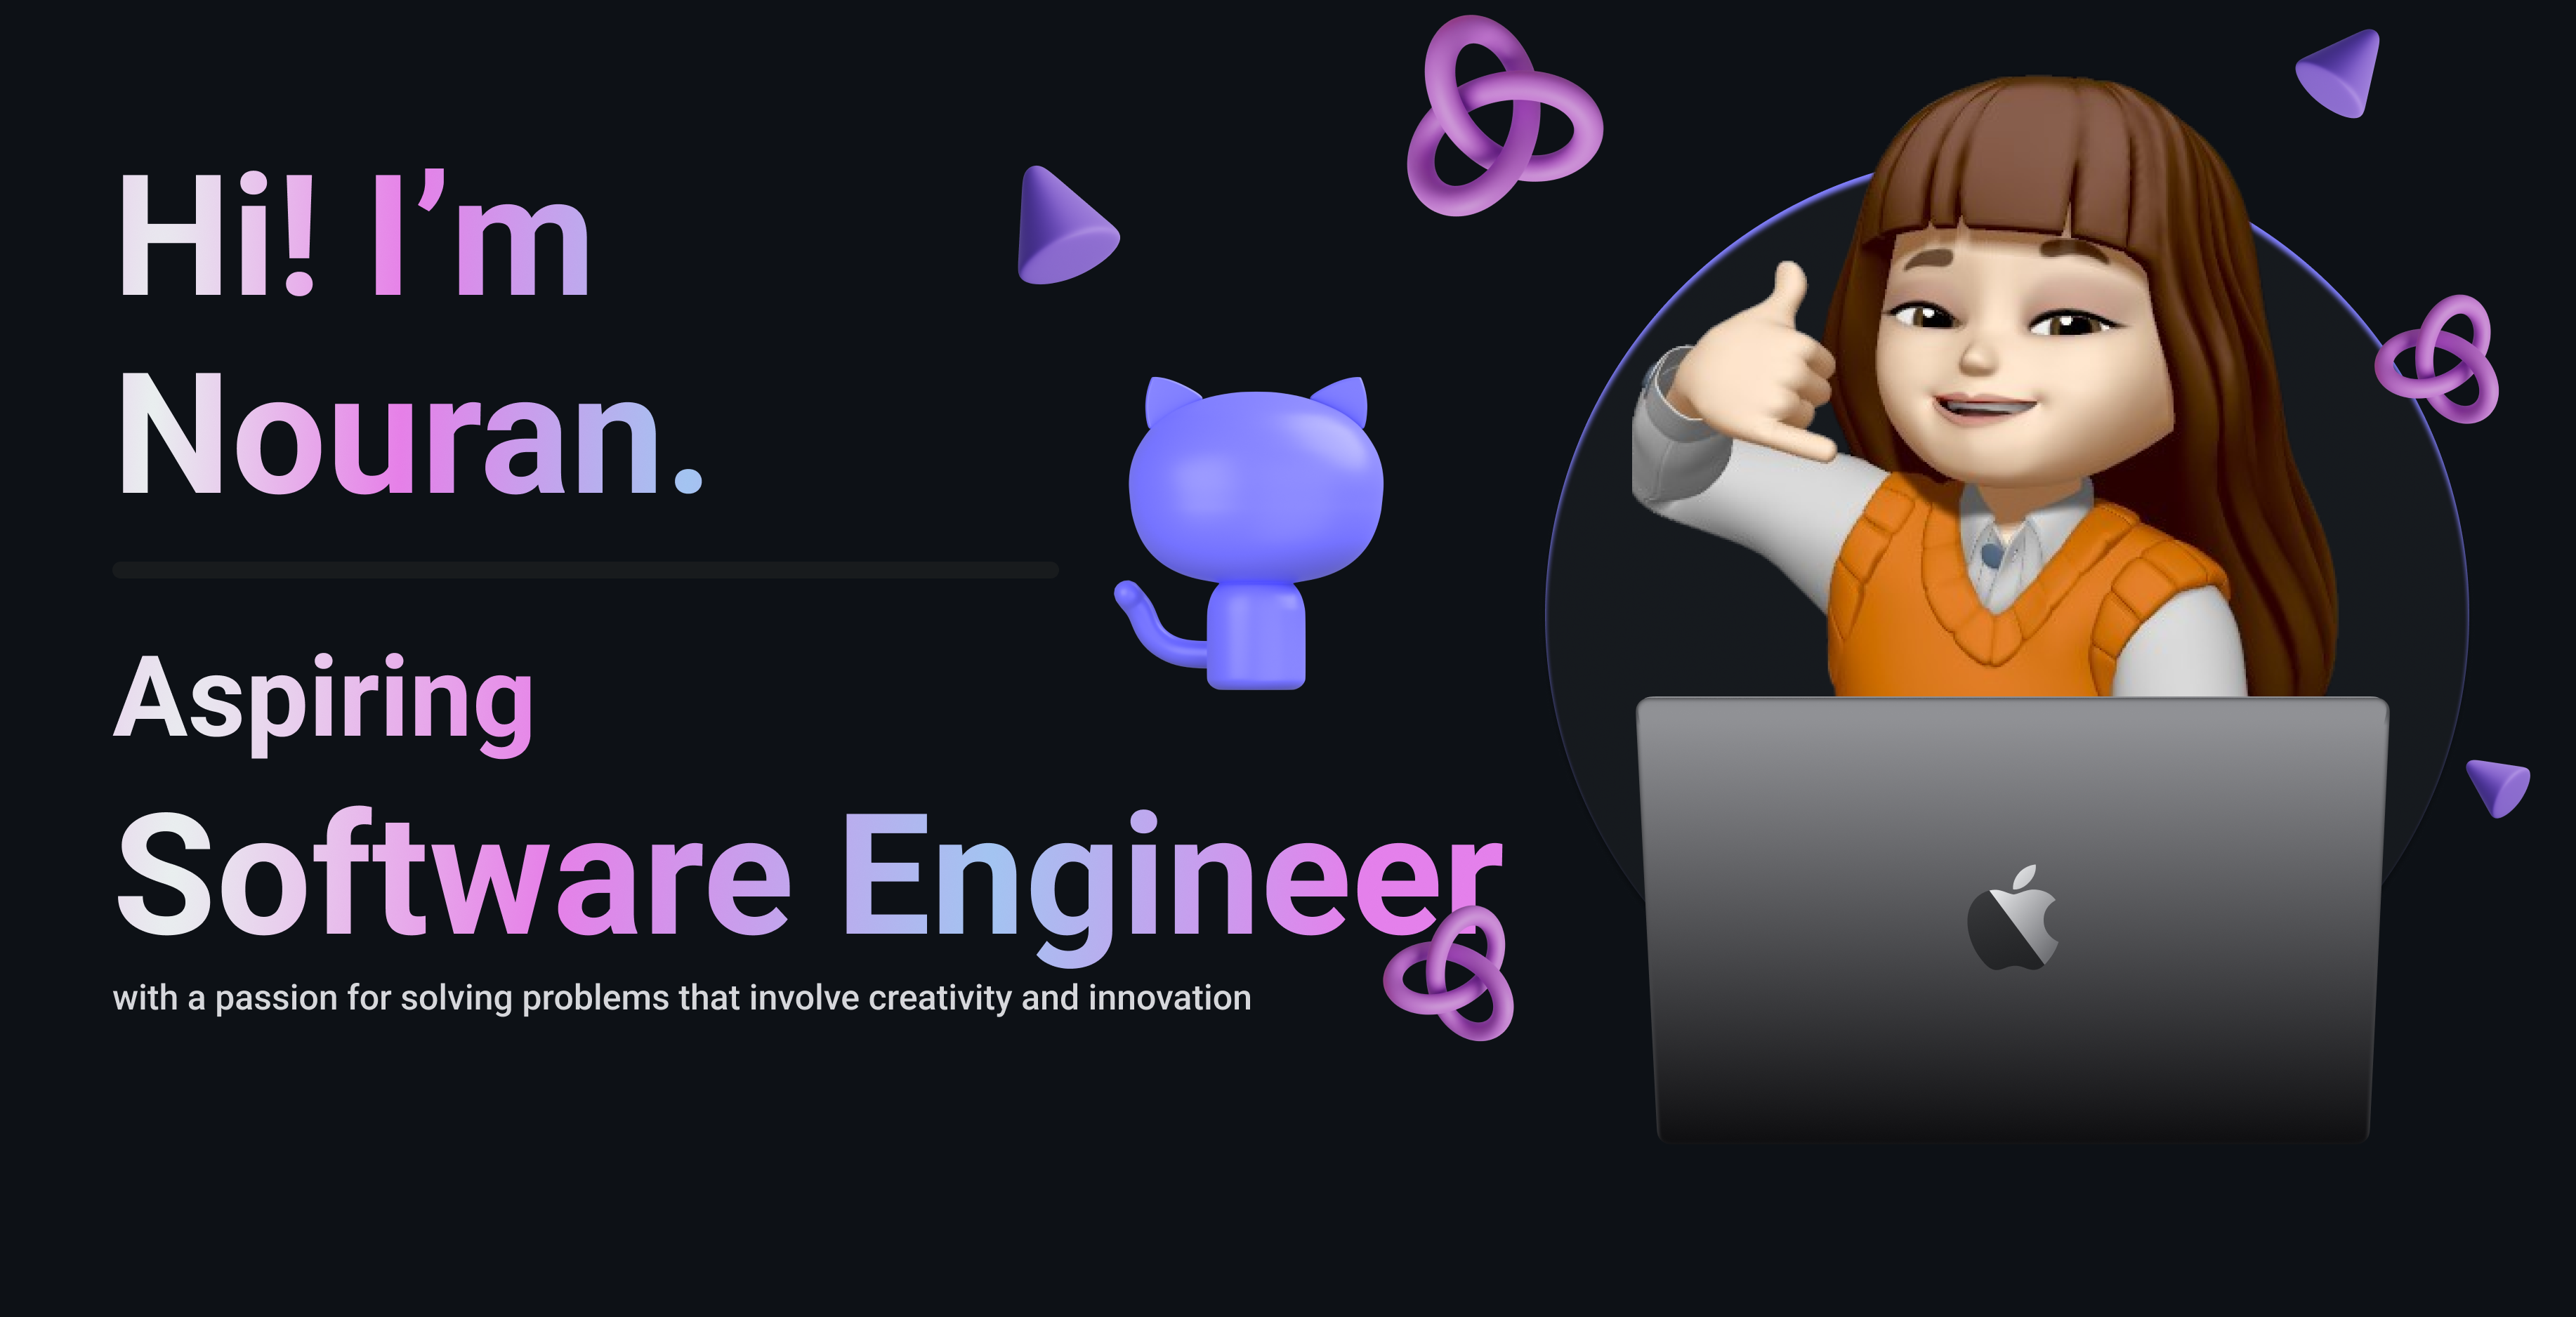 Hi! I’m
Nouran.
Aspiring
Software Engineer
with a passion for solving problems that involve creativity and innovation